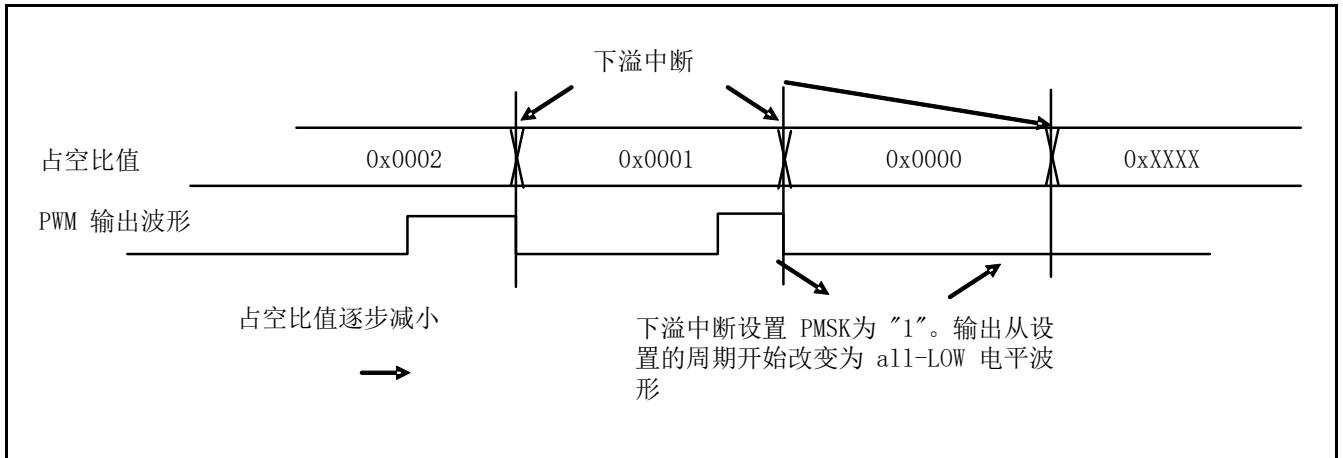 下溢中断
占空比值 0x0002 0x0001 0x0000 0xXXXX
PWM 输出波形
占空比值逐步减小
下溢中断设置 PMSK为 "1"。输出从设
置的周期开始改变为 all-LOW 电平波
形